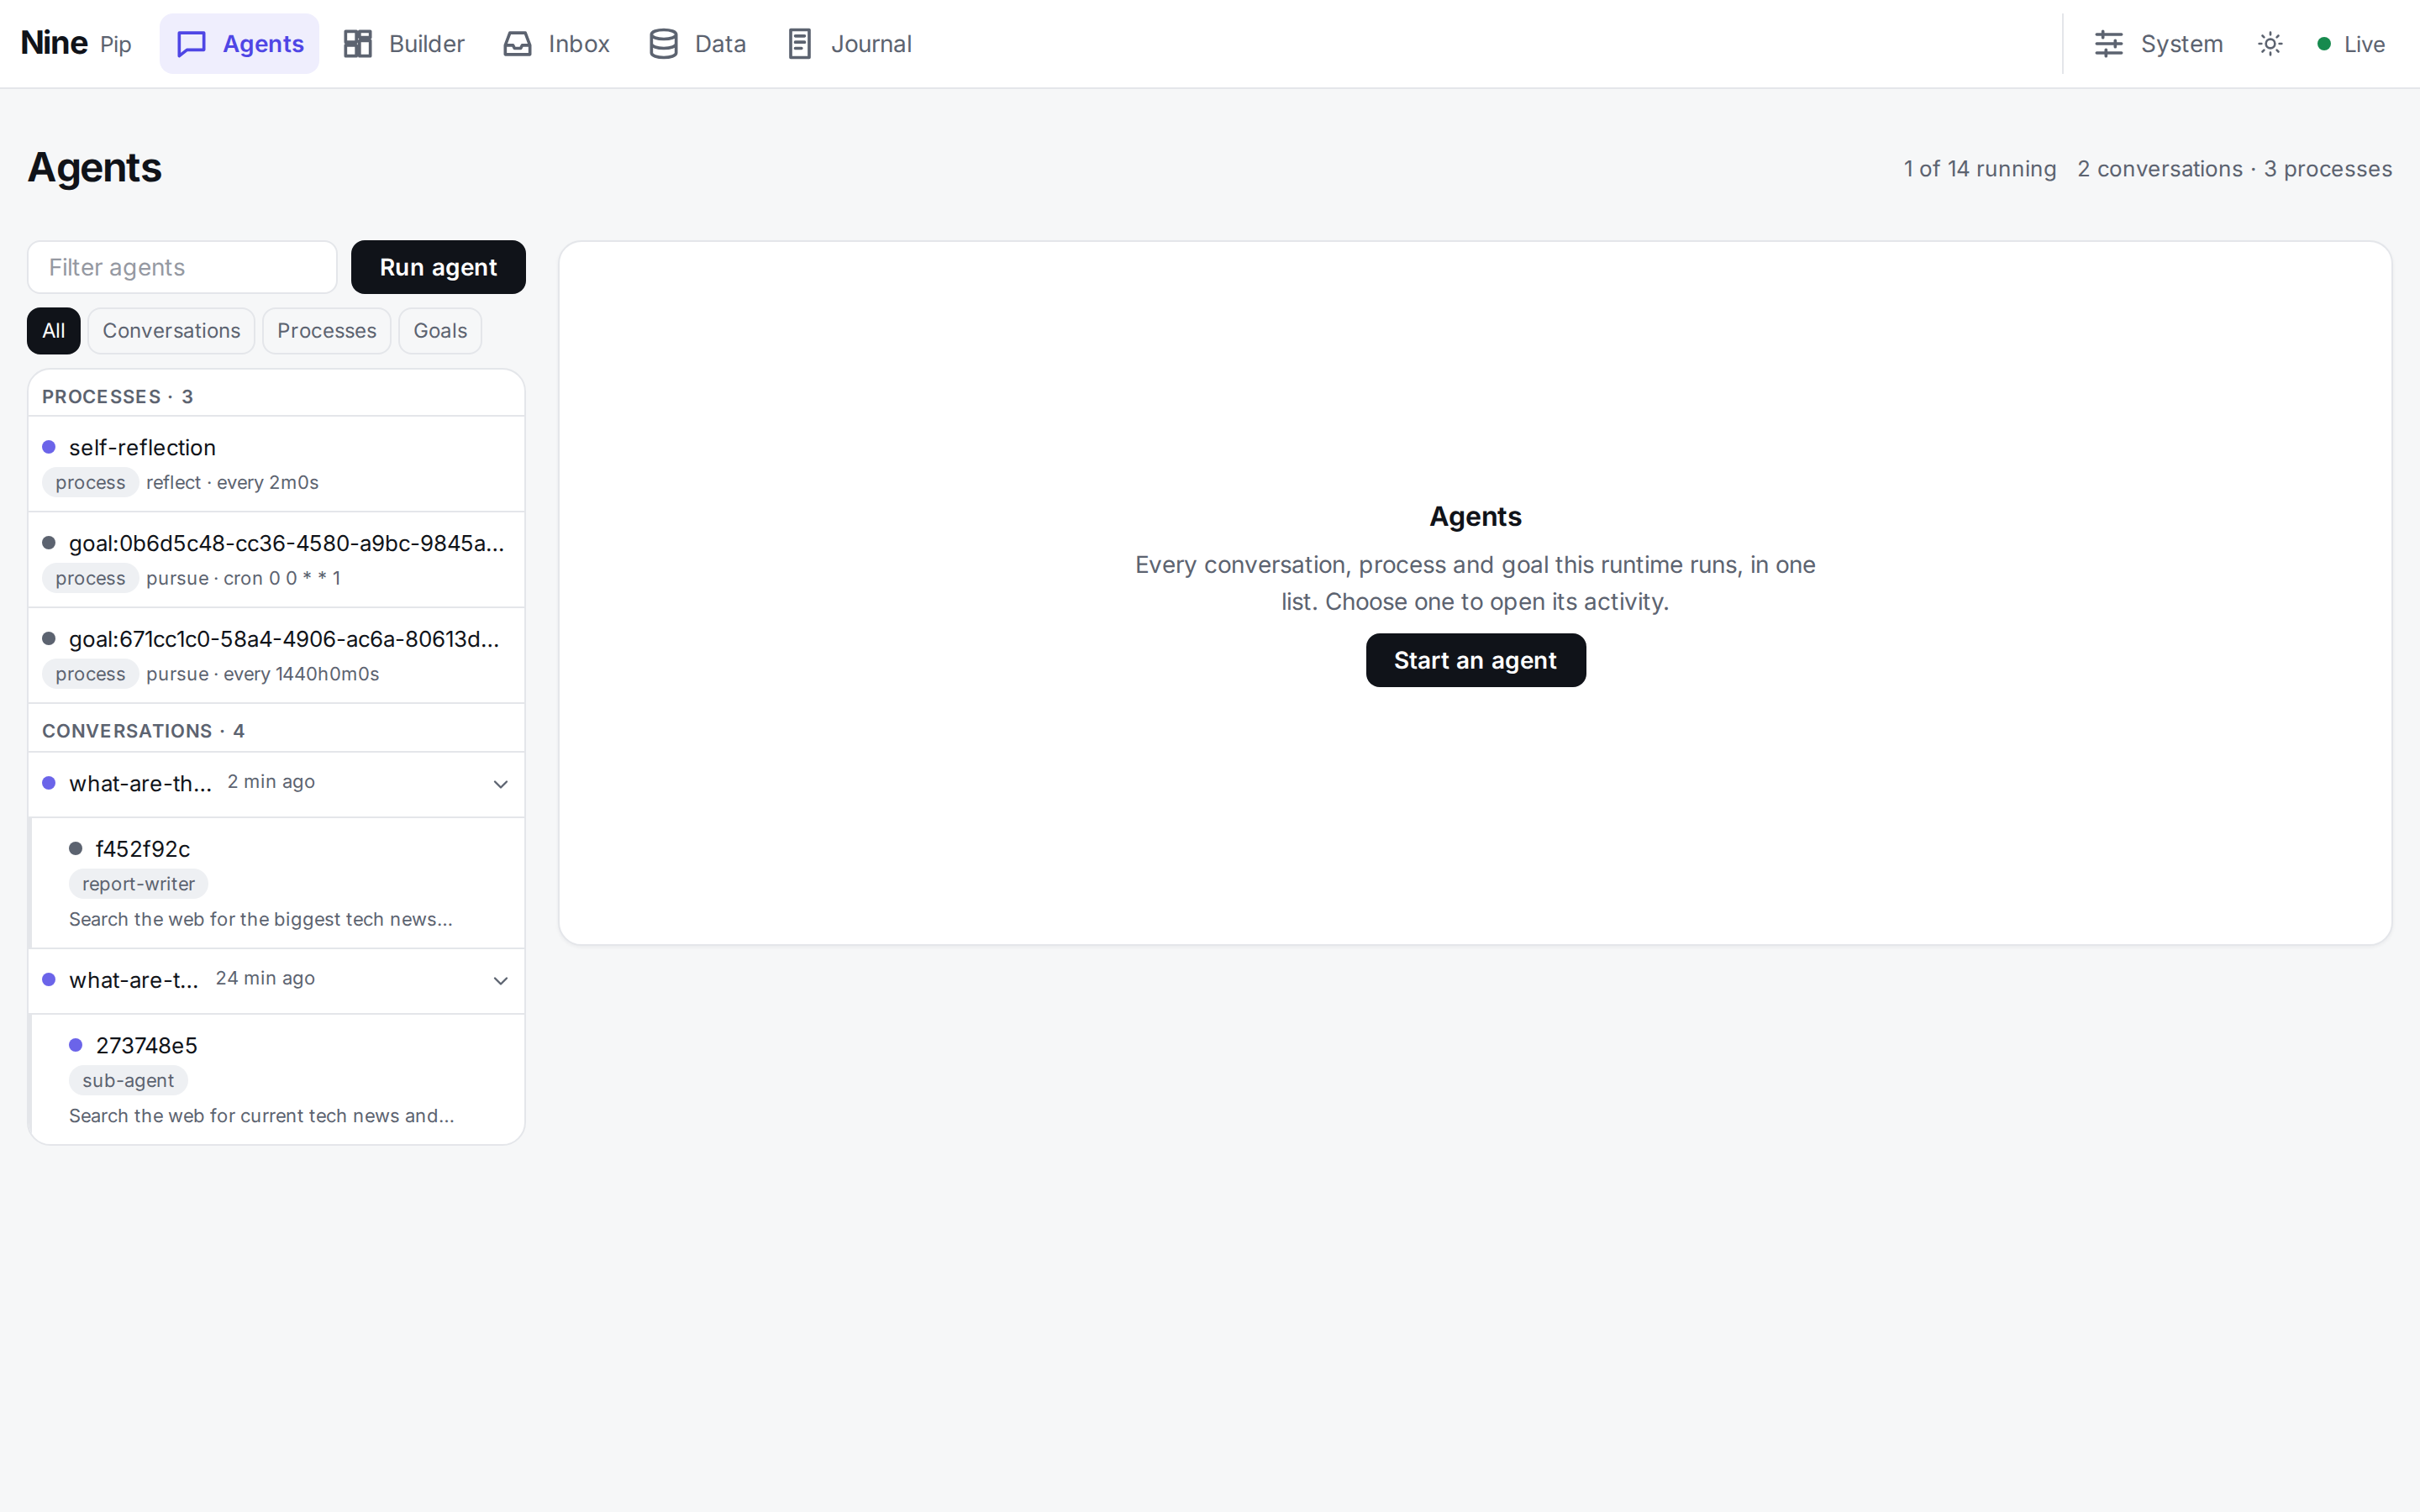 Nine Pip Agents Builder Inbox Data Journal System Live
Agents
1 of 14 running 2 conversations · 3 processes
Filter agents Run agent
All Conversations Processes Goals
PROCESSES · 3
self-reflection
process reflect · every 2m0s
goal:0b6d5c48-cc36-4580-a9bc-9845a...
process pursue · cron 0 0 * * 1
goal:671cc1c0-58a4-4906-ac6a-80613d...
process pursue · every 1440h0m0s
CONVERSATIONS · 4
what-are-th... 2 min ago
f452f92c
report-writer
Search the web for the biggest tech news...
what-are-t... 24 min ago
273748e5
sub-agent
Search the web for current tech news and...
Agents
Every conversation, process and goal this runtime runs, in one
list. Choose one to open its activity.
Start an agent